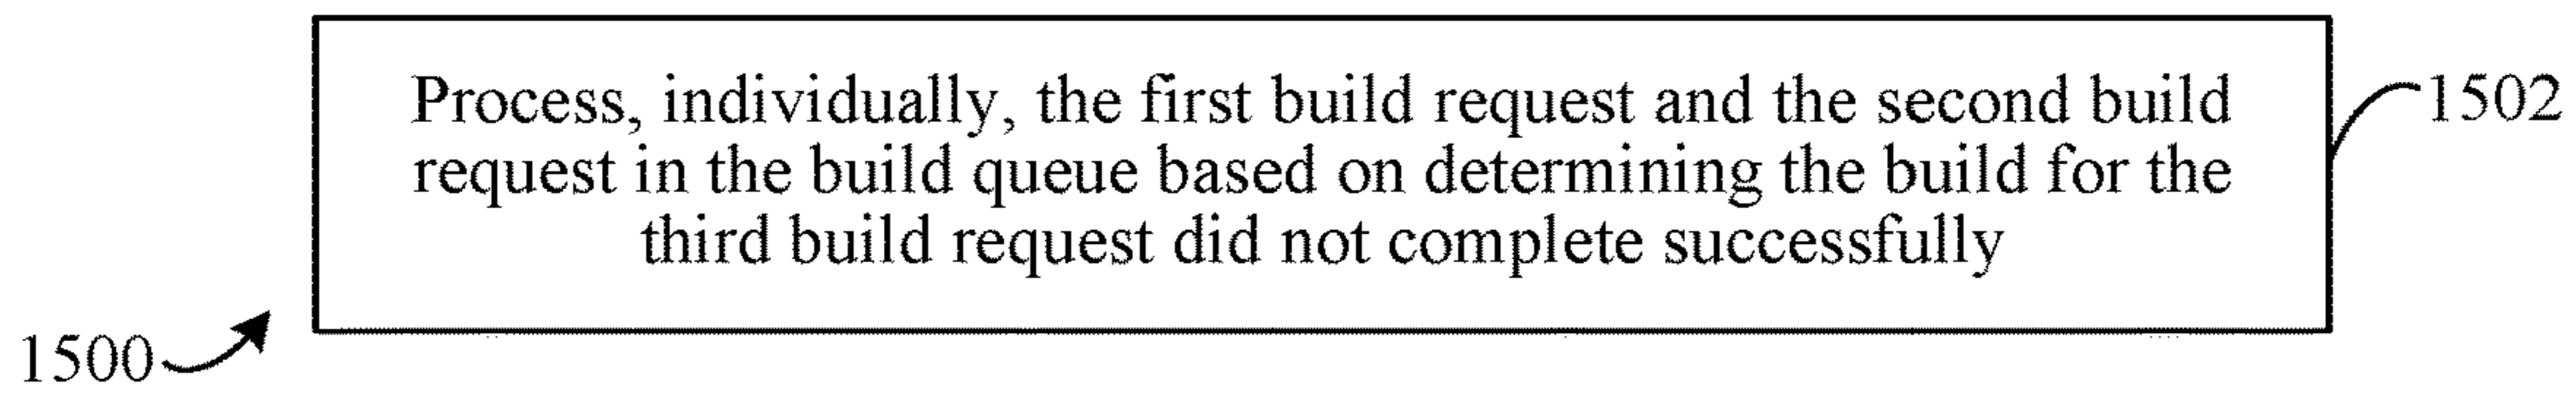 Process, individually, the first build request and the second build
request in the build queue based on determining the build for the
third build request did not complete successfully
1502
1500